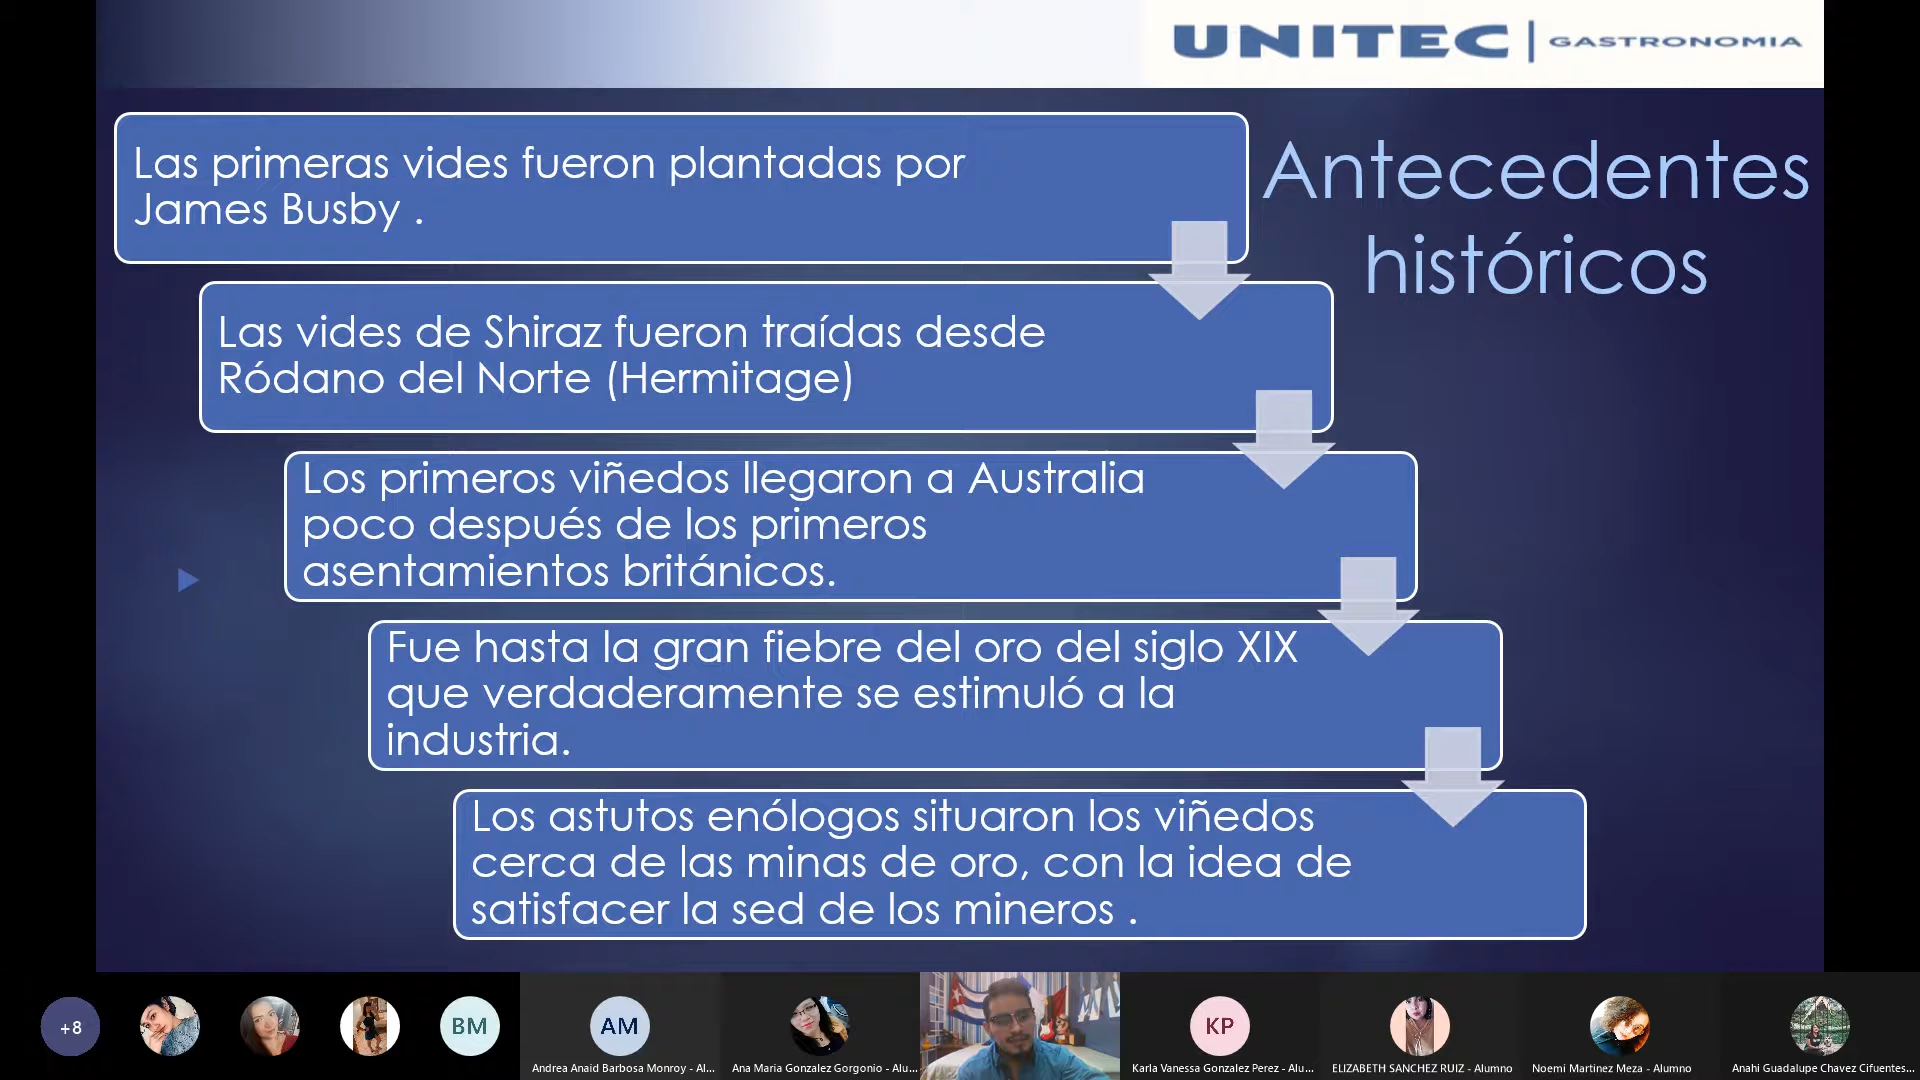 UNITEC | GASTRONOMIA
Antecedentes
históricos
Las primeras vides fueron plantadas por
James Busby .
Las vides de Shiraz fueron traídas desde
Ródano del Norte (Hermitage)
Los primeros viñedos llegaron a Australia
poco después de los primeros
asentamientos británicos.
Fue hasta la gran fiebre del oro del siglo XIX
que verdaderamente se estimuló a la
industria.
Los astutos enólogos situaron los viñedos
cerca de las minas de oro, con la idea de
satisfacer la sed de los mineros .
+8
BM
AM
Andrea Anaid Barbosa Monroy - Al...
Ana Maria Gonzalez Gorgonio - Alu...
KP
Karla Vanessa Gonzalez Perez - Alu...
ELIZABETH SANCHEZ RUIZ - Alumno
Noemi Martinez Meza - Alumno
Anahi Guadalupe Chavez Cifuentes...